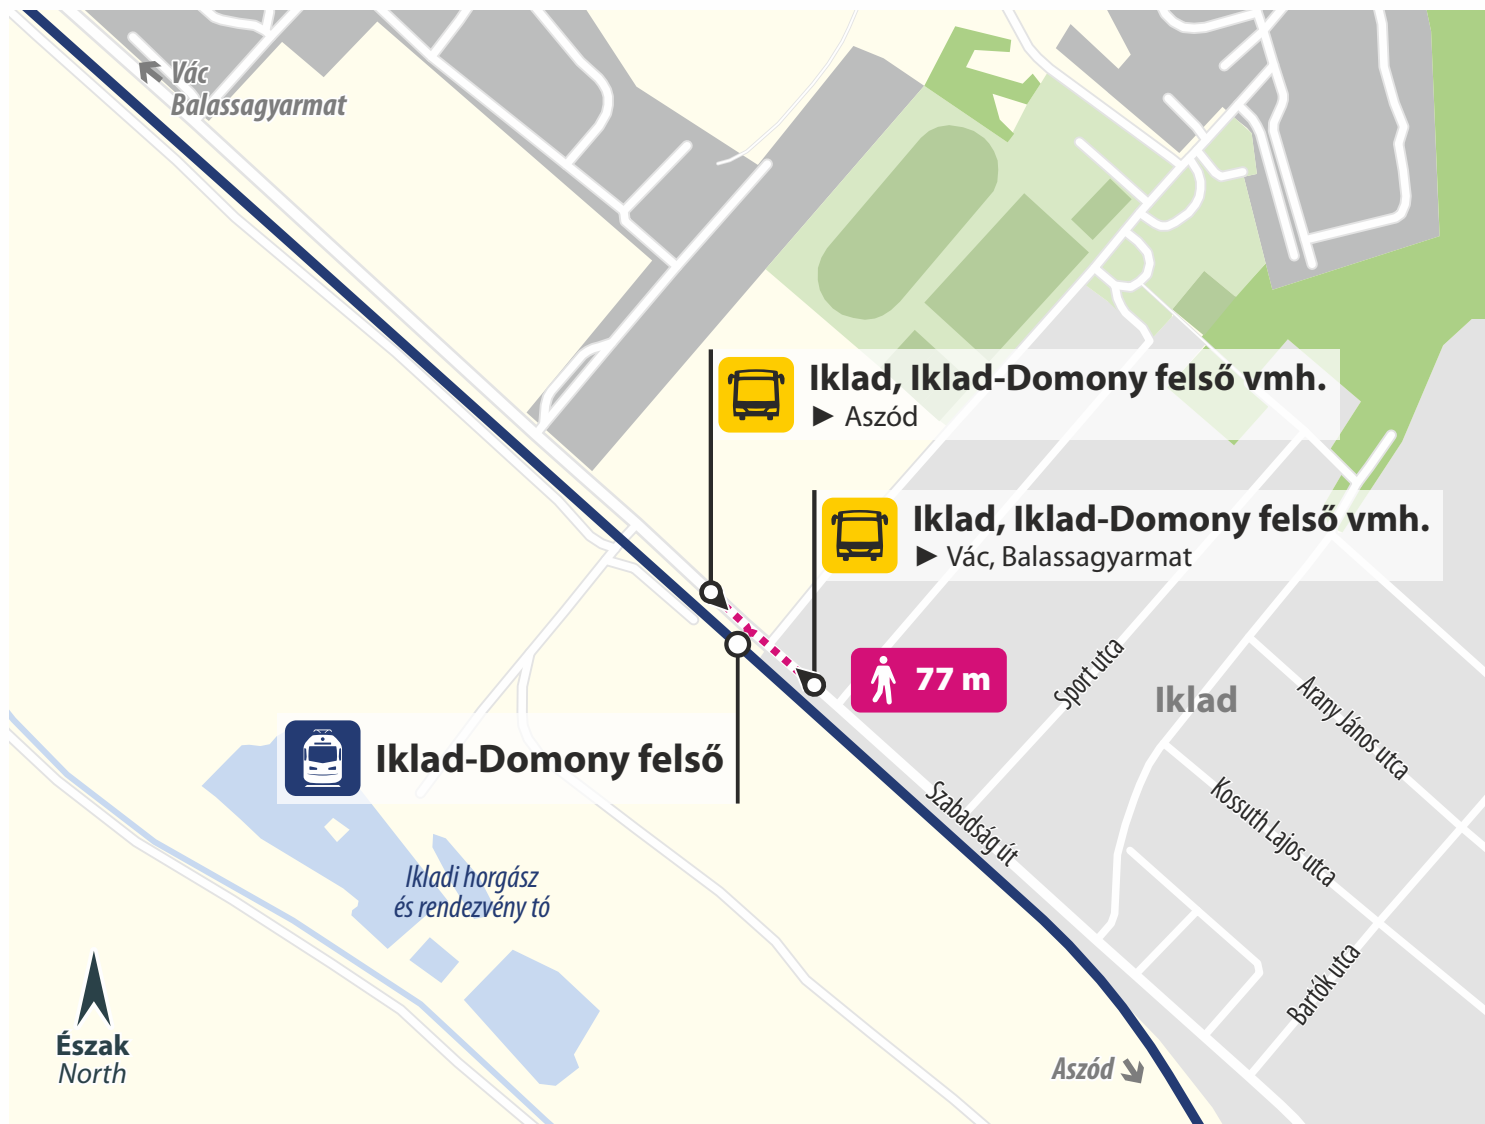 Vác
Balassagyarmat
Iklad, Iklad-Domony felső vmh.
► Aszód
Iklad, Iklad-Domony felső vmh.
► Vác, Balassagyarmat
77 m
Iklad-Domony felső
Sport utca
Iklad
Arany János utca
Kossuth Lajos utca
Szabadság út
Bartók utca
Ikladi horgász
és rendezvény tó
Észak
North
Aszód